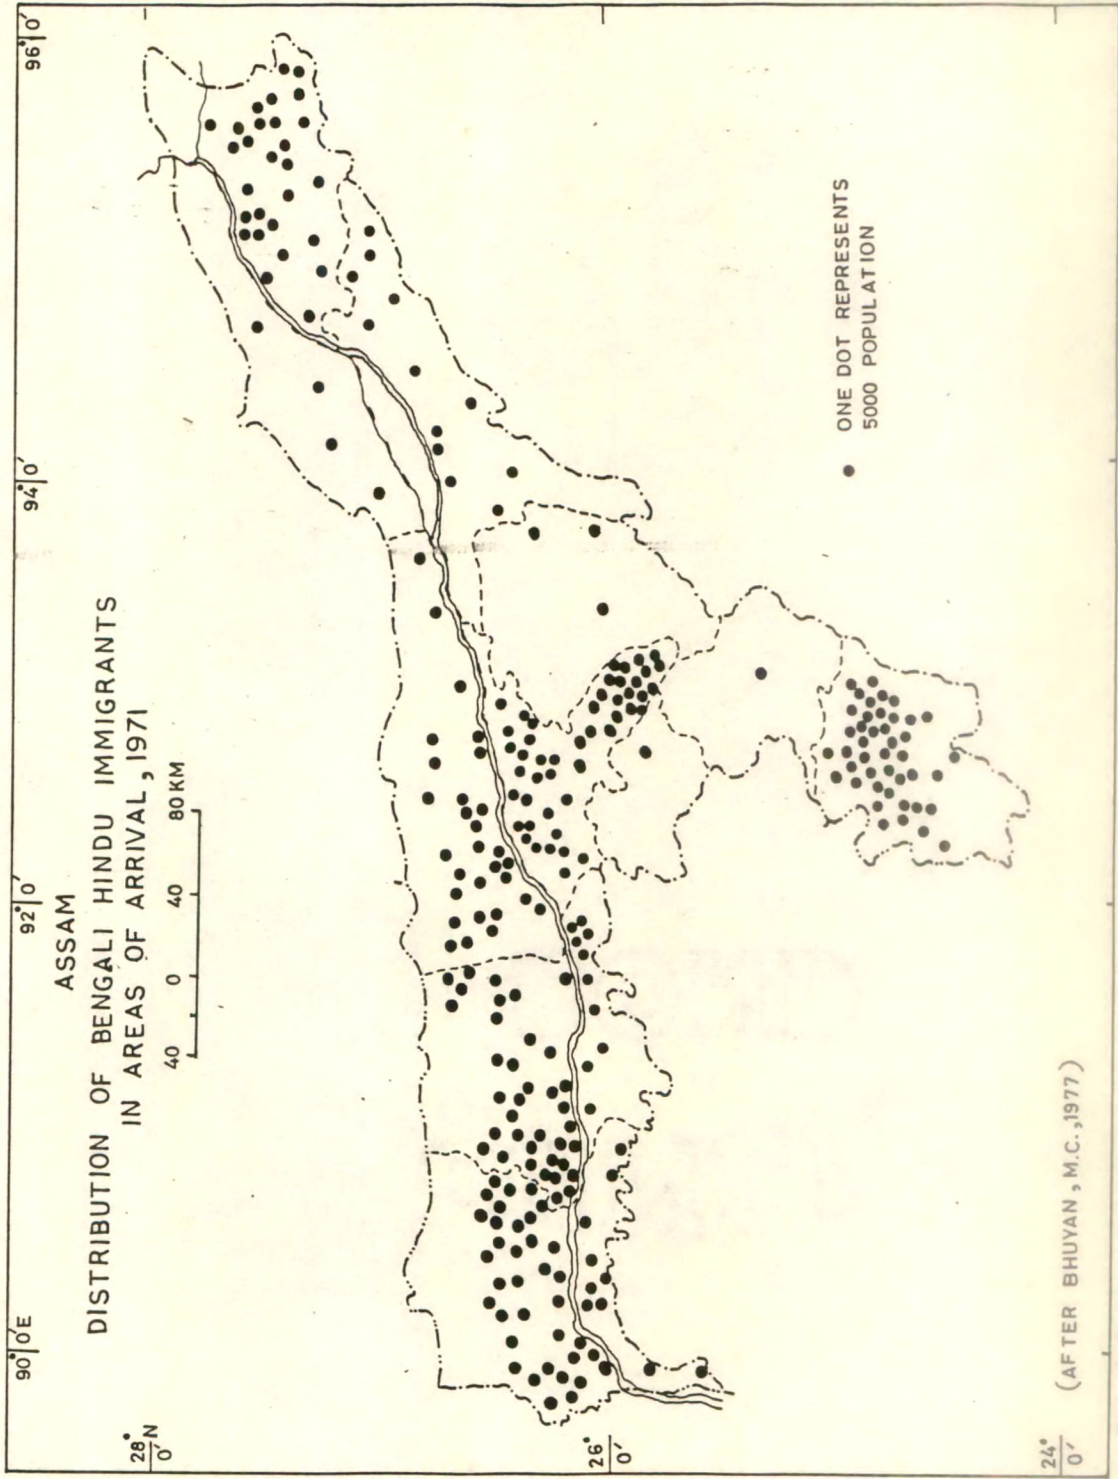 ASSAM
DISTRIBUTION OF BENGALI HINDU IMMIGRANTS
IN AREAS OF ARRIVAL, 1971
40 0 40 80 KM
90° 0' E
92° 0'
94° 0'
96° 0'
28° N
0'
26°
0'
24°
0'
ONE DOT REPRESENTS
5000 POPULATION
(AFTER BHUYAN, M.C., 1977)